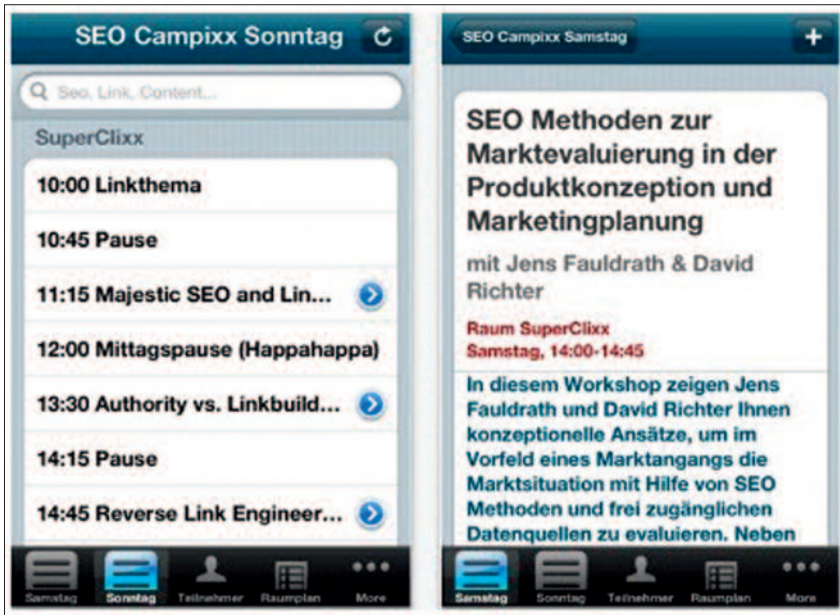 SEO Campixx Sonntag
Seo, Link, Content...
SuperClixx
10:00 Linkthema
10:45 Pause
11:15 Majestic SEO and Lin...
12:00 Mittagspause (Happahappa)
13:30 Authority vs. Linkbuild...
14:15 Pause
14:45 Reverse Link Engineer...
Samstag Sonntag Teilnehmer Raumplan More
SEO Campixx Samstag +
SEO Methoden zur
Marktevaluierung in der
Produktkonzeption und
Marketingplanung
mit Jens Fauldrath & David
Richter
Raum SuperClixx
Samstag, 14:00-14:45
In diesem Workshop zeigen Jens
Fauldrath und David Richter Ihnen
konzeptionelle Ansätze, um im
Vorfeld eines Marktangangs die
Marktsituation mit Hilfe von SEO
Methoden und frei zugänglichen
Datenquellen zu evaluieren. Neben
Samstag Sonntag Teilnehmer Raumplan More